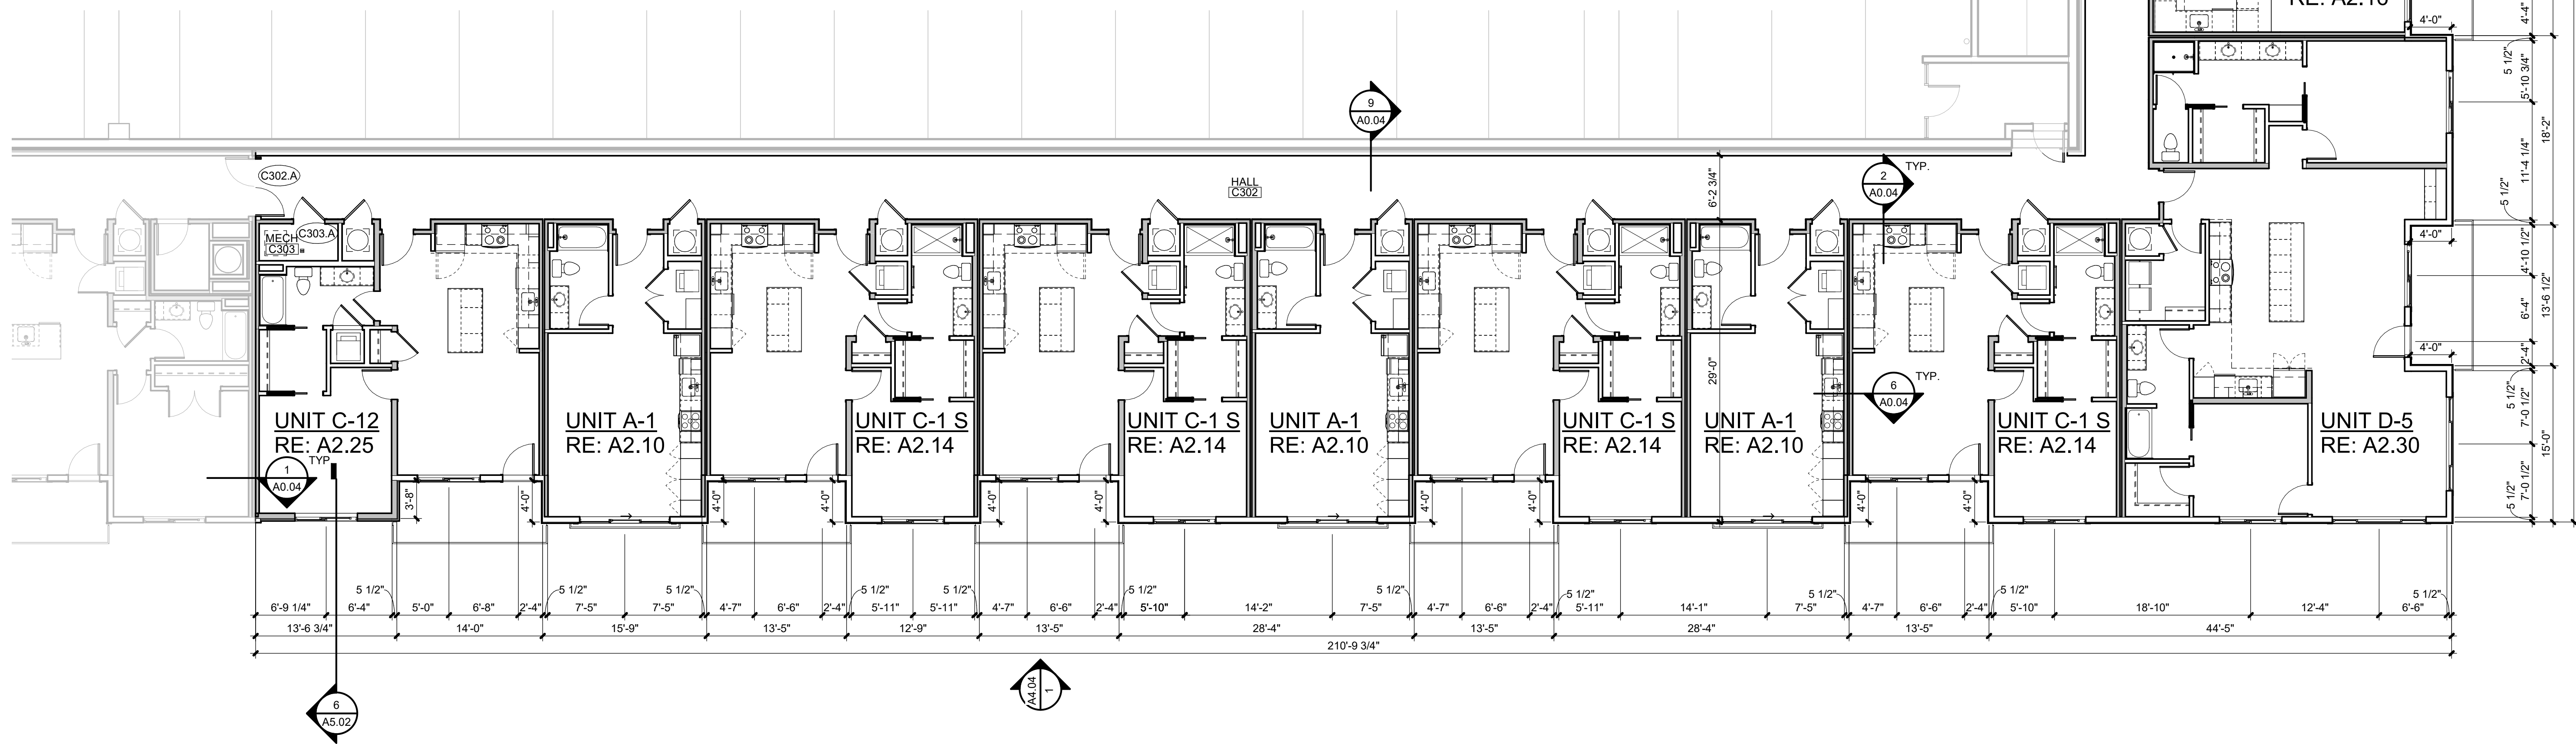 RE: A2.16
4'-0"
4'-4"
5 1/2"
5'-10 3/4"
18'-2"
11'-4 1/4"
5 1/2"
4'-0"
4'-10 1/2"
6'-4"
13'-6 1/2"
2'-4"
4'-0"
5 1/2"
7'-0 1/2"
15'-0"
7'-0 1/2"
5 1/2"
9
A0.04
2
A0.04
TYP.
C302.A
HALL
C302
6'-2 3/4"
MECH
C303
C303.A
29'-0"
6
A0.04
TYP.
UNIT C-12
RE: A2.25
UNIT A-1
RE: A2.10
UNIT C-1 S
RE: A2.14
UNIT C-1 S
RE: A2.14
UNIT A-1
RE: A2.10
UNIT C-1 S
RE: A2.14
UNIT A-1
RE: A2.10
UNIT C-1 S
RE: A2.14
UNIT D-5
RE: A2.30
TYP.
1
A0.04
3'-8"
4'-0"
4'-0"
4'-0"
4'-0"
4'-0"
4'-0"
4'-0"
4'-0"
4'-0"
5 1/2"
5 1/2"
5 1/2"
5 1/2"
5 1/2"
5 1/2"
5 1/2"
5 1/2"
5 1/2"
5 1/2"
5 1/2"
6'-9 1/4"
6'-4"
5'-0"
6'-8"
2'-4"
7'-5"
7'-5"
4'-7"
6'-6"
2'-4"
5'-11"
5'-11"
4'-7"
6'-6"
2'-4"
5'-10"
14'-2"
7'-5"
4'-7"
6'-6"
2'-4"
5'-11"
14'-1"
7'-5"
4'-7"
6'-6"
2'-4"
5'-10"
18'-10"
12'-4"
6'-6"
13'-6 3/4"
14'-0"
15'-9"
13'-5"
12'-9"
13'-5"
28'-4"
13'-5"
28'-4"
13'-5"
44'-5"
210'-9 3/4"
A4.04
1
6
A5.02